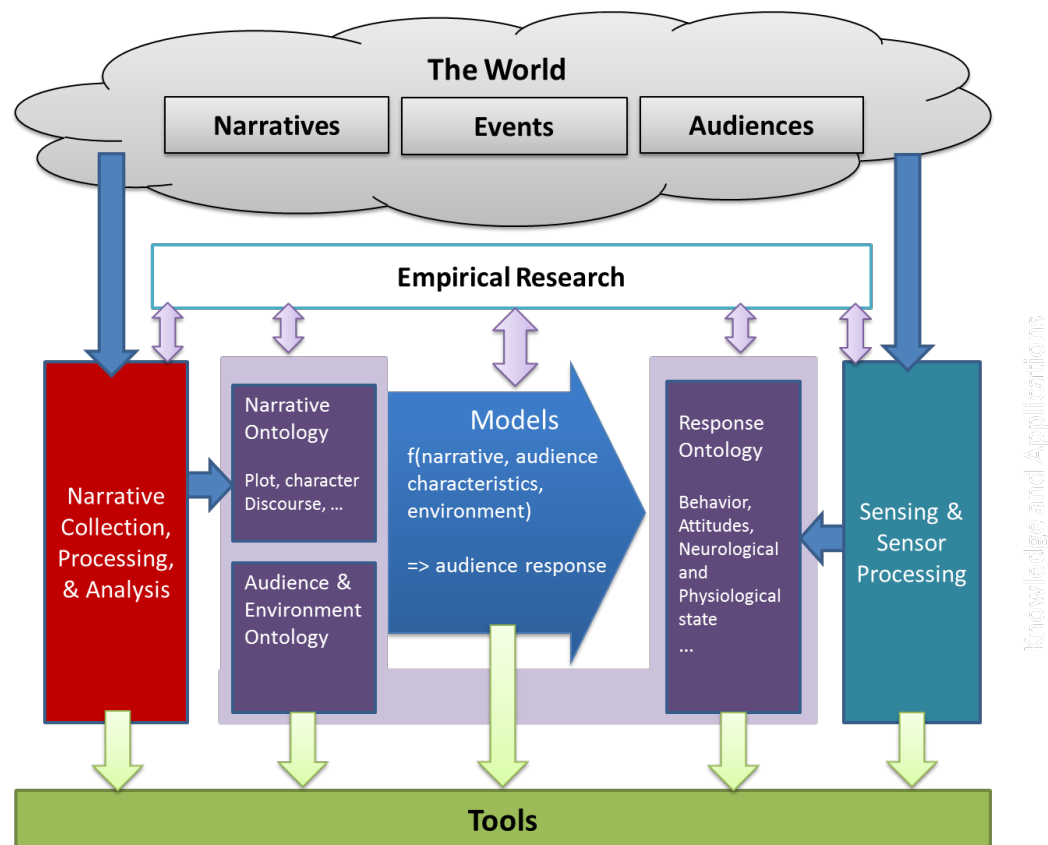 The World
Narratives
Events
Audiences
Empirical Research
Narrative
Collection,
Processing,
& Analysis
Narrative
Ontology
Plot, character
Discourse, ...
Audience &
Environment
Ontology
Models
f(narrative, audience
characteristics,
environment)
=> audience response
Response
Ontology
Behavior,
Attitudes,
Neurological
and
Physiological
state
...
Sensing &
Sensor
Processing
Knowledge and Applications
Tools